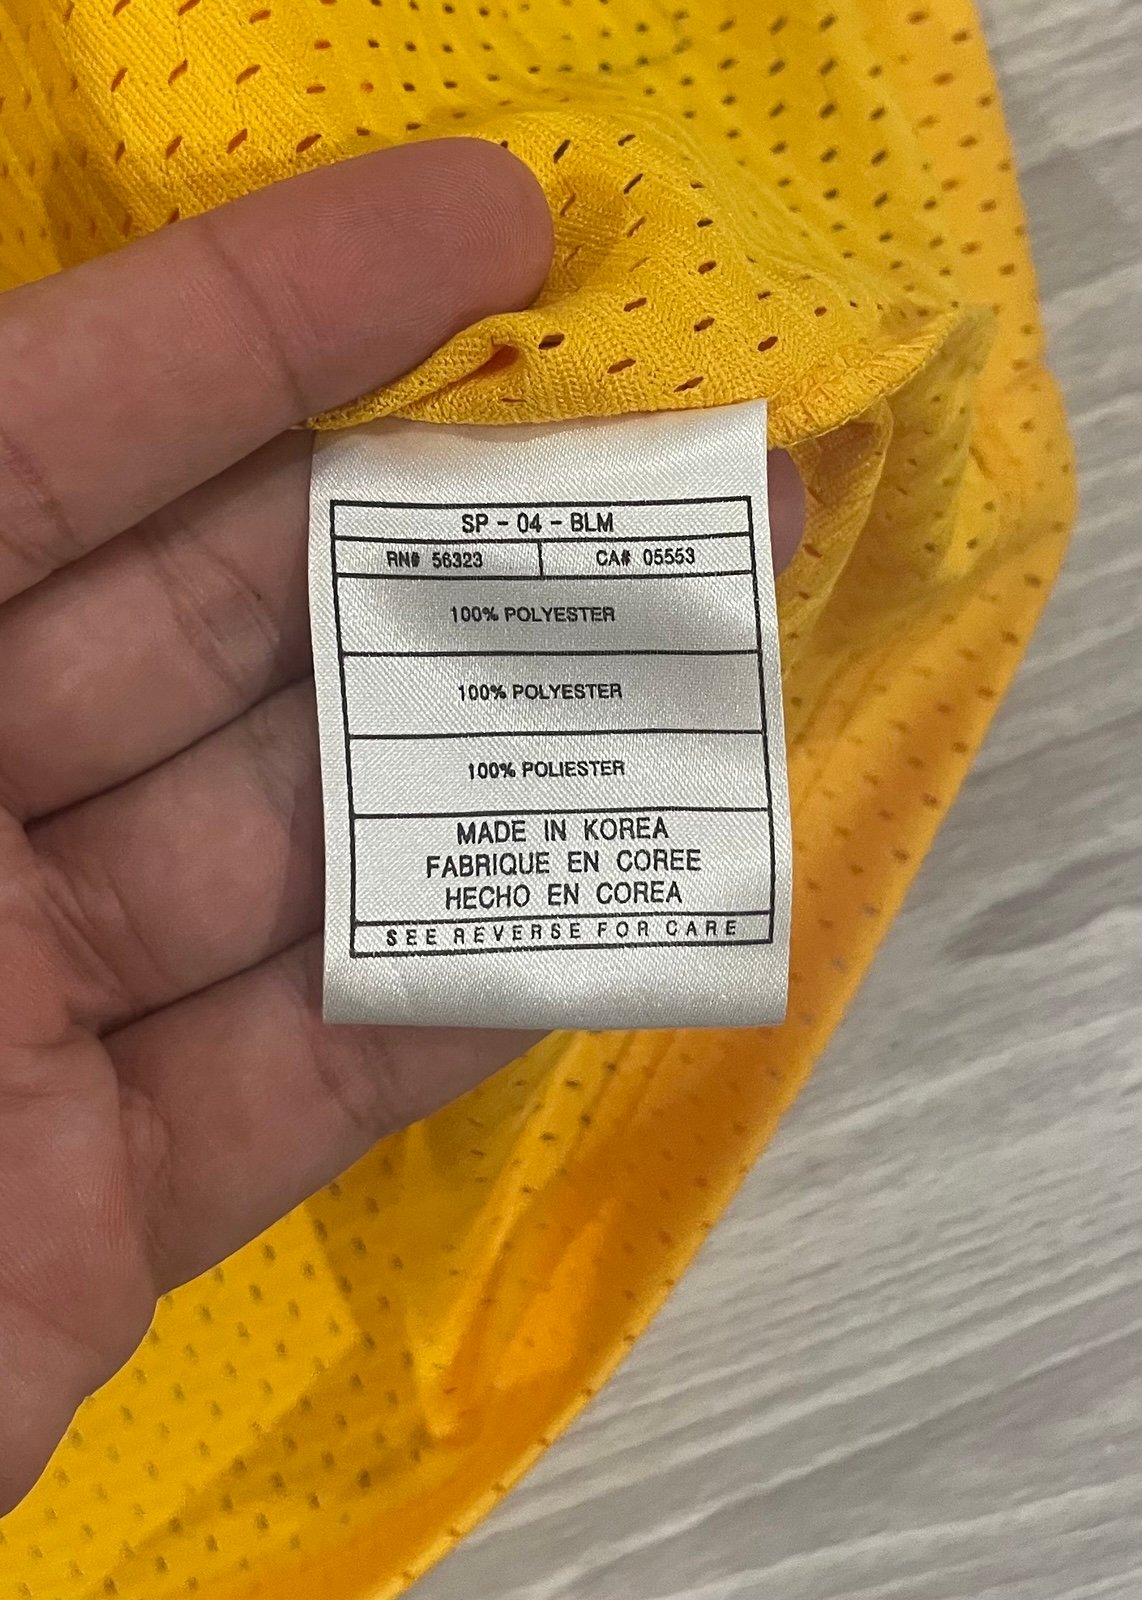 SP - 04 - BLM
RN# 56323 CA# 05553
100% POLYESTER
100% POLYESTER
100% POLIESTER
MADE IN KOREA
FABRIQUE EN COREE
HECHO EN COREA
SEE REVERSE FOR CARE